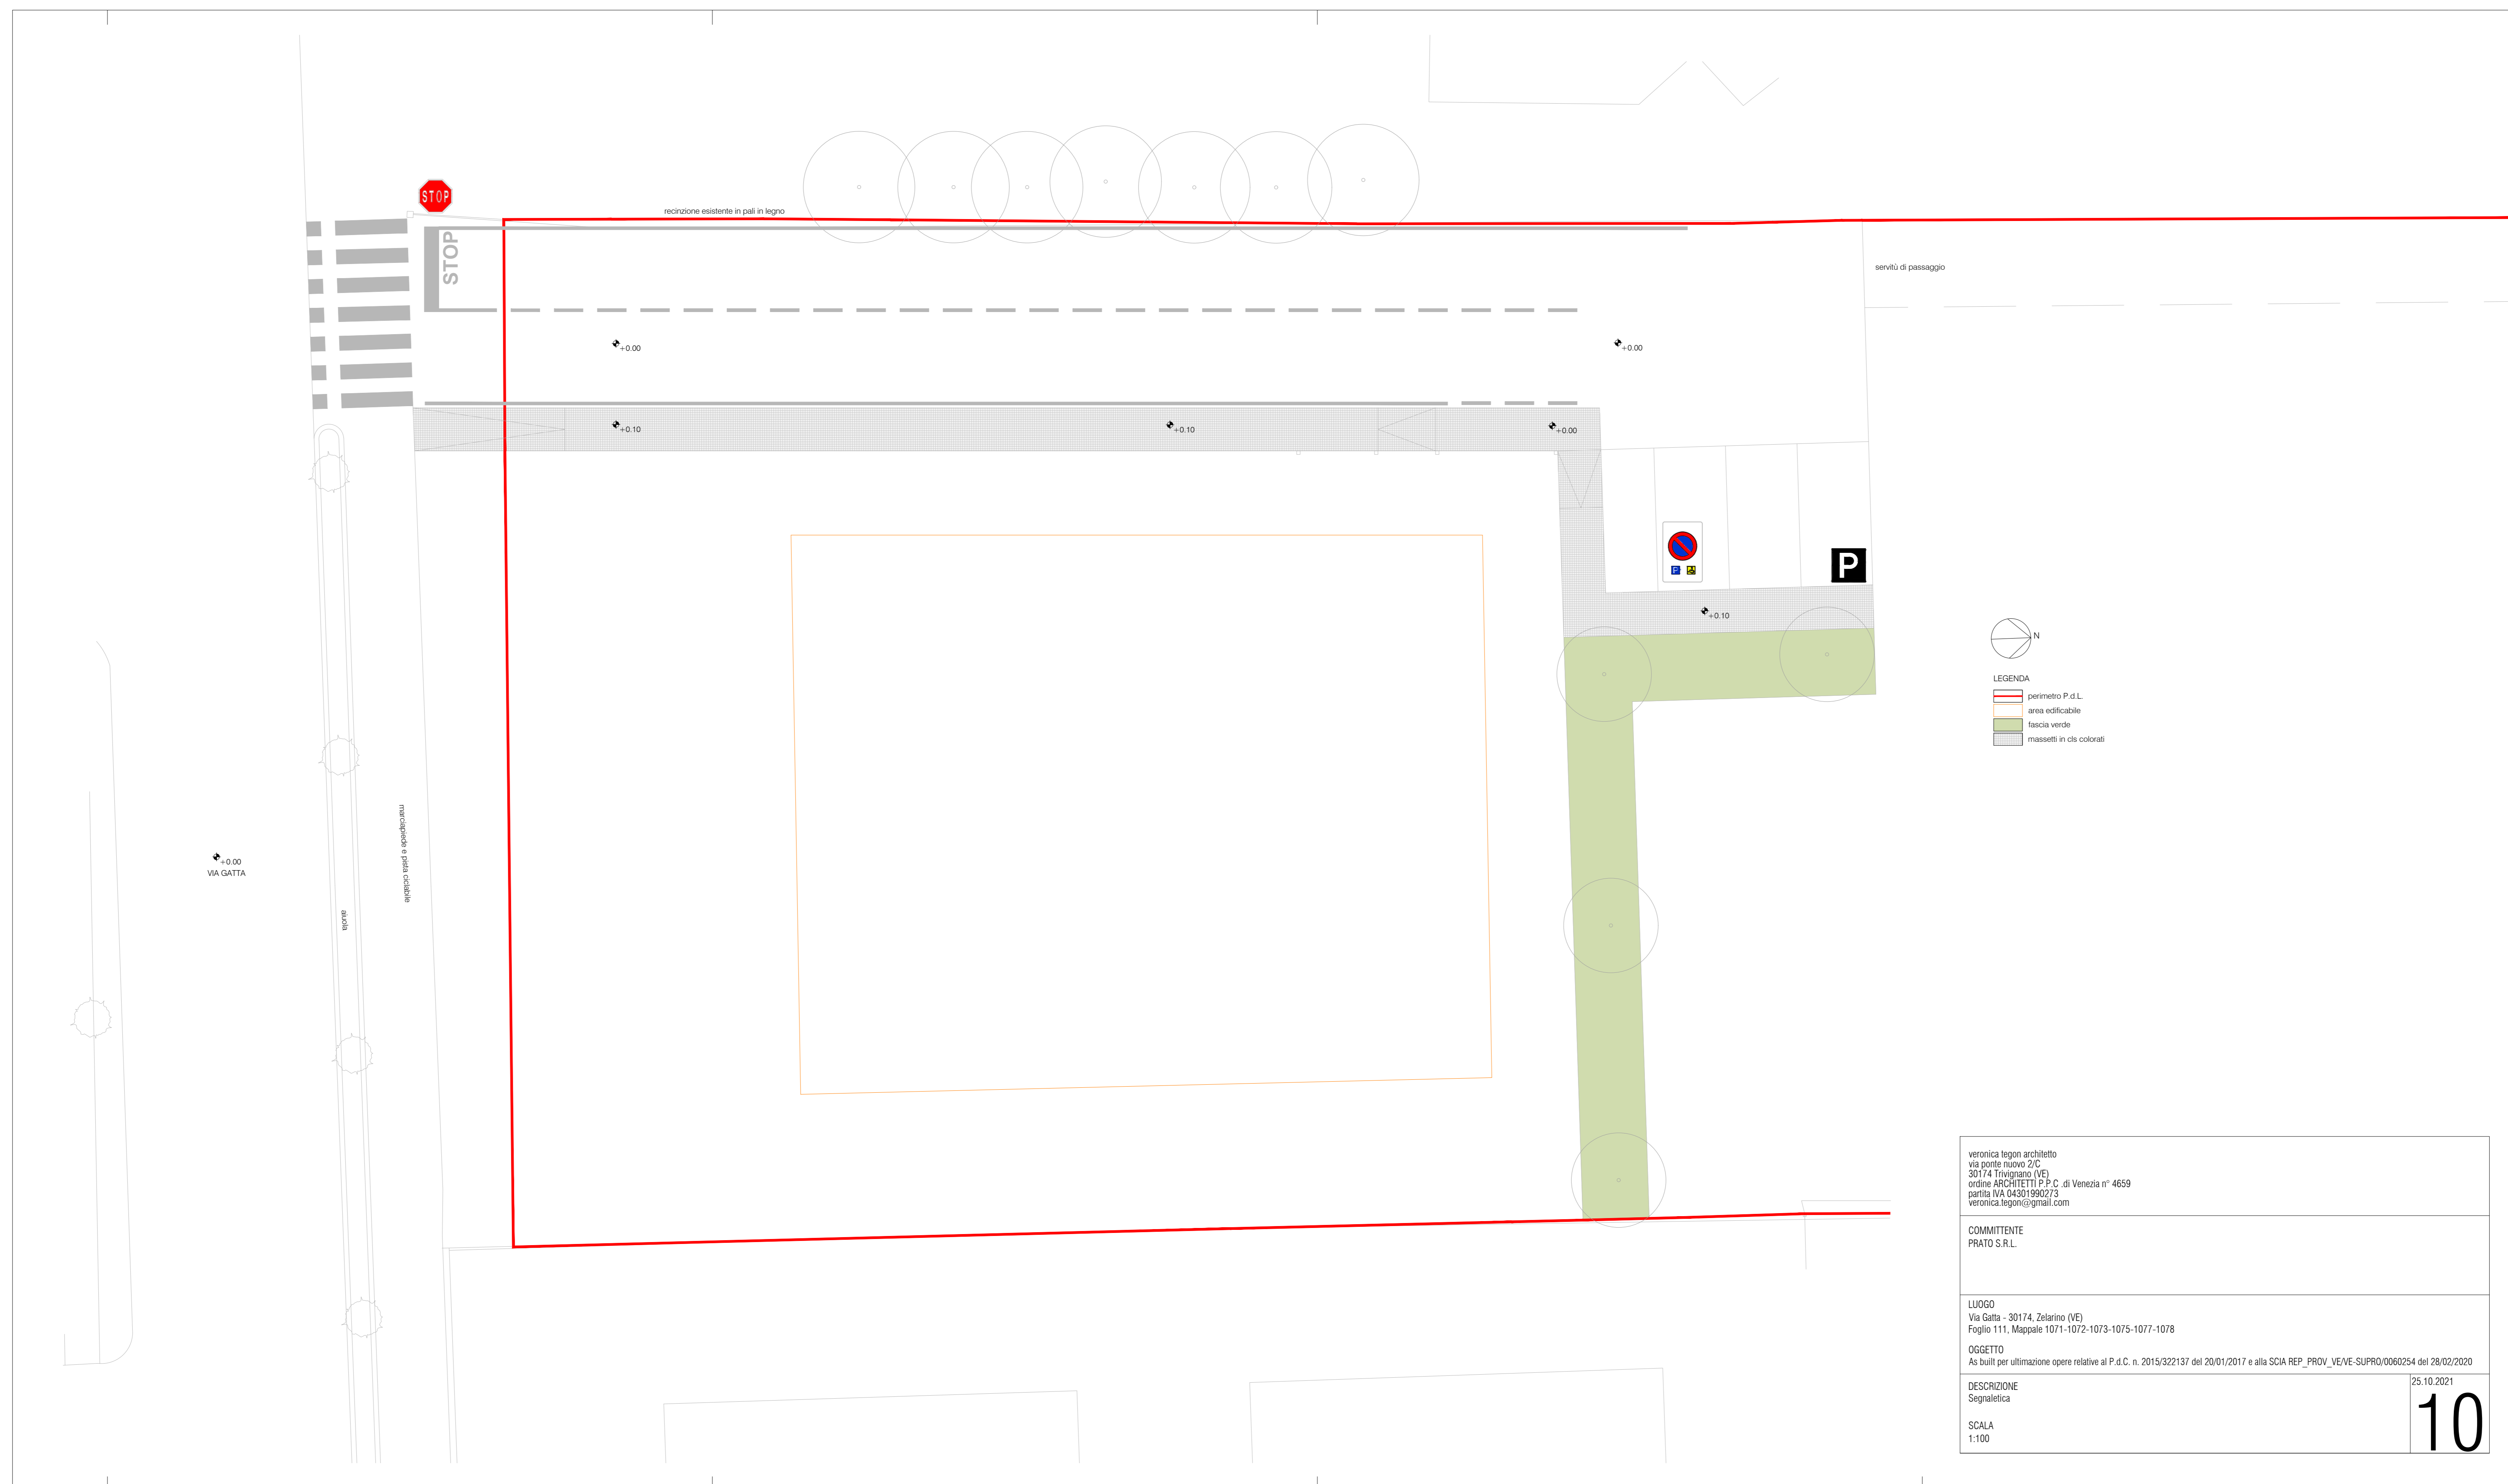 STOP
recinzione esistente in pali in legno
STOP
servitù di passaggio
+0.00
+0.00
+0.10
+0.10
+0.00
P
P
+0.10
N
LEGENDA
perimetro P.d.L.
area edificabile
fascia verde
massetti in cls colorati
marciapiede e pista ciclabile
+0.00
VIA GATTA
aiuola
veronica tegon architetto
via ponte nuovo 2/C
30174 Trivignano (VE)
ordine ARCHITETTI P.P.C .di Venezia n° 4659
partita IVA 04301990273
veronica.tegon@gmail.com
COMMITTENTE
PRATO S.R.L.
LUOGO
Via Gatta - 30174, Zelarino (VE)
Foglio 111, Mappale 1071-1072-1073-1075-1077-1078
OGGETTO
As built per ultimazione opere relative al P.d.C. n. 2015/322137 del 20/01/2017 e alla SCIA REP_PROV_VE/VE-SUPRO/0060254 del 28/02/2020
DESCRIZIONE
Segnaletica
25.10.2021
10
SCALA
1:100